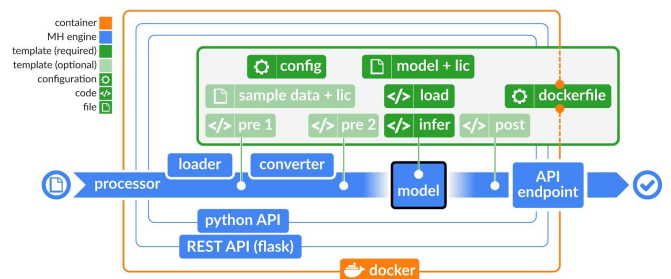 container
MH engine
template (required)
template (optional)
configuration
code </>
file
config
model + lic
sample data + lic
</> load
dockerfile
</> pre 1
</> pre 2
</> infer
</> post
loader
converter
processor
model
API
endpoint
python API
REST API (flask)
docker